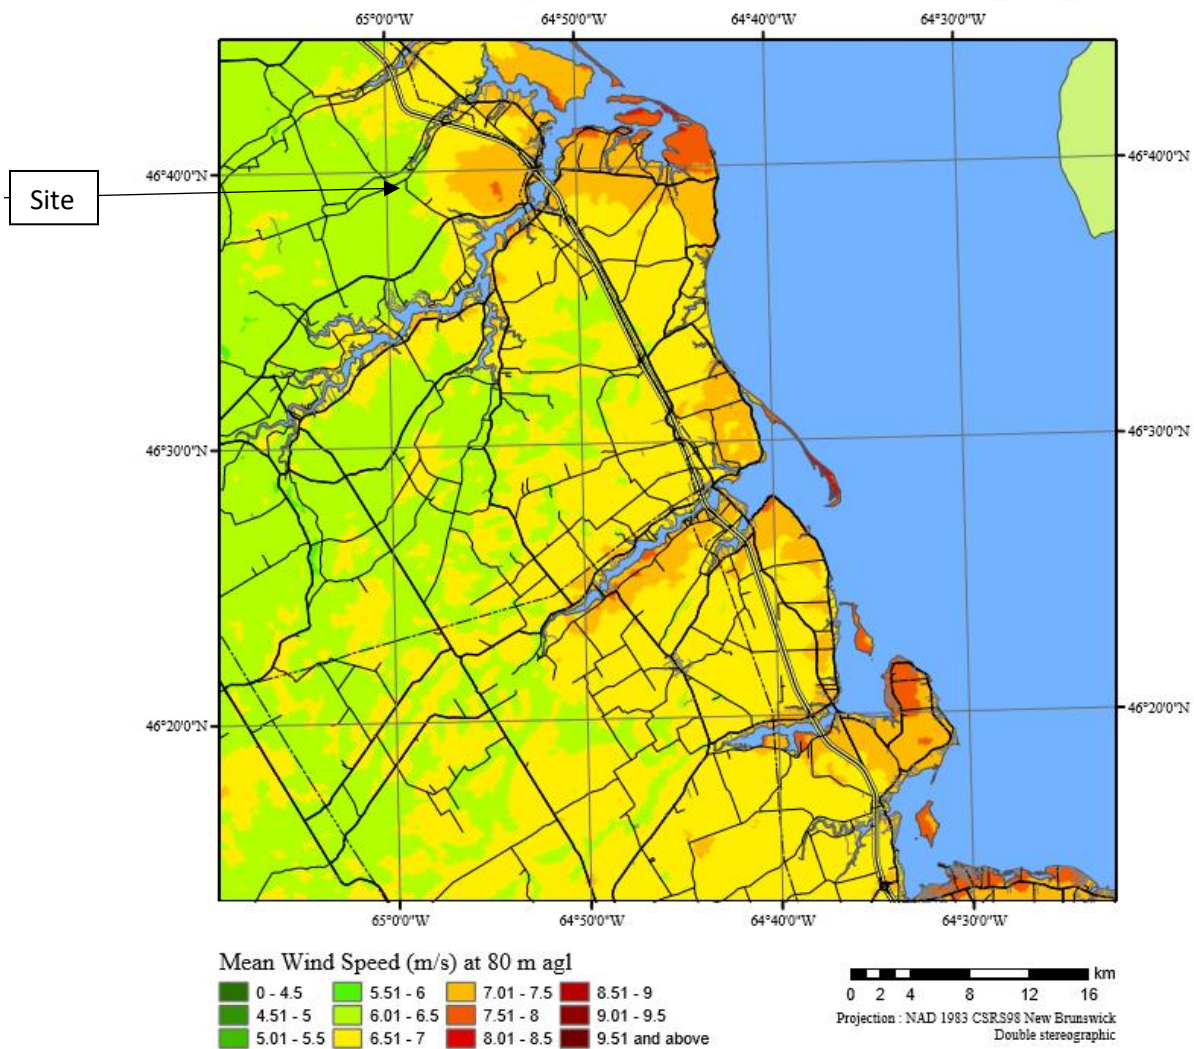 65°00'0"W 64°50'0"W 64°40'0"W 64°30'0"W
46°40'0"N 46°40'0"N
Site
46°30'0"N 46°30'0"N
46°20'0"N 46°20'0"N
65°00'0"W 64°50'0"W 64°40'0"W 64°30'0"W
Mean Wind Speed (m/s) at 80 m agl
0 - 4.5 5.51 - 6 7.01 - 7.5 8.51 - 9
4.51 - 5 6.01 - 6.5 7.51 - 8 9.01 - 9.5
5.01 - 5.5 6.51 - 7 8.01 - 8.5 9.51 and above
km
0 2 4 8 12 16
Projection : NAD 1983 CSRS98 New Brunswick
Double stereographic